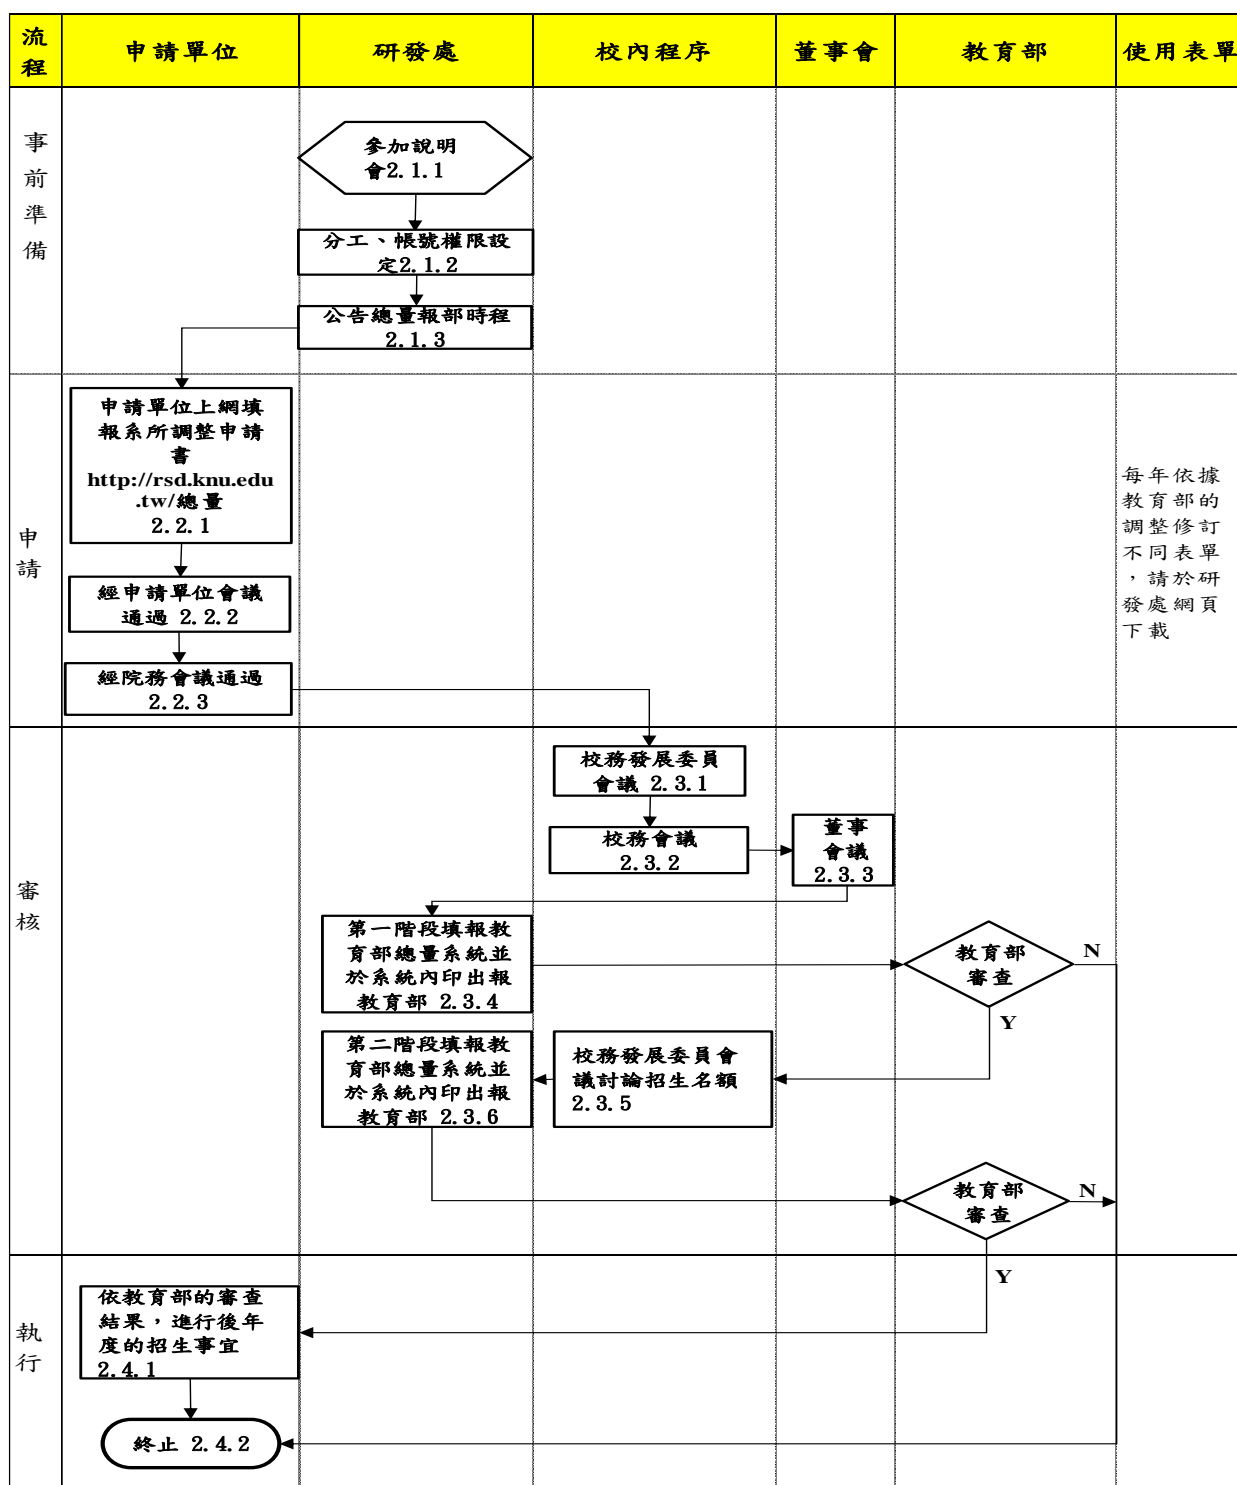 流
程
申請單位
研發處
校內程序
董事會
教育部
使用表單
事
前
準
備
參加說明
會2.1.1
分工、帳號權限設
定2.1.2
公告總量報部時程
2.1.3
申
請
申請單位上網填
報系所調整申請
書
http://rsd.knu.edu
.tw/總量
2.2.1
經申請單位會議
通過 2.2.2
經院務會議通過
2.2.3
每年依據
教育部的
調整修訂
不同表單
，請於研
發處網頁
下載
審
核
校務發展委員
會議 2.3.1
校務會議
2.3.2
董事
會議
2.3.3
第一階段填報教
育部總量系統並
於系統內印出報
教育部 2.3.4
教育部
審查
N
Y
第二階段填報教
育部總量系統並
於系統內印出報
教育部 2.3.6
校務發展委員會
議討論招生名額
2.3.5
教育部
審查
N
Y
執
行
依教育部的審查
結果，進行後年
度的招生事宜
2.4.1
終止 2.4.2